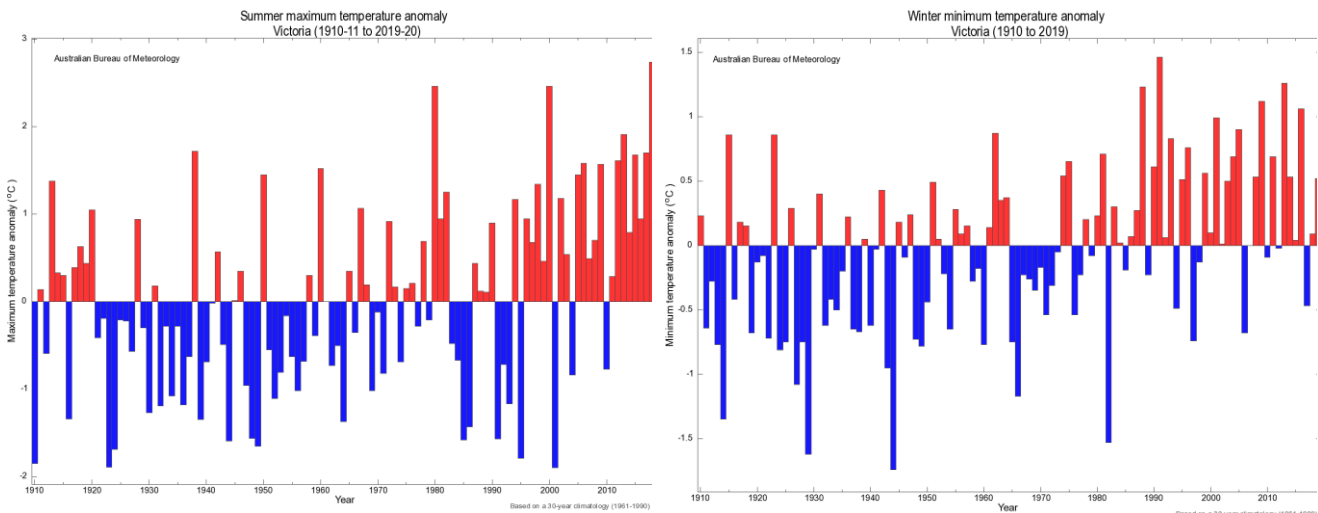 Summer maximum temperature anomaly
Victoria (1910-11 to 2019-20)
3
Australian Bureau of Meteorology
2
1
0
-1
-2
Maximum temperature anomaly (°C)
1910 1920 1930 1940 1950 1960 1970 1980 1990 2000 2010
Year
Based on a 30-year climatology (1961-1990)
Winter minimum temperature anomaly
Victoria (1910 to 2019)
1.5
Australian Bureau of Meteorology
1
0.5
0
-0.5
-1
-1.5
Minimum temperature anomaly (°C)
1910 1920 1930 1940 1950 1960 1970 1980 1990 2000 2010
Year